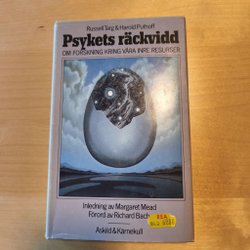 Russell Targ & Harold Puthoff
Psykets räckvidd
OM FORSKNING KRING VÅRA INRE RESURSER
Inledning av Margaret Mead
Förord av Richard Bach
Askild & Kärnekull
REA